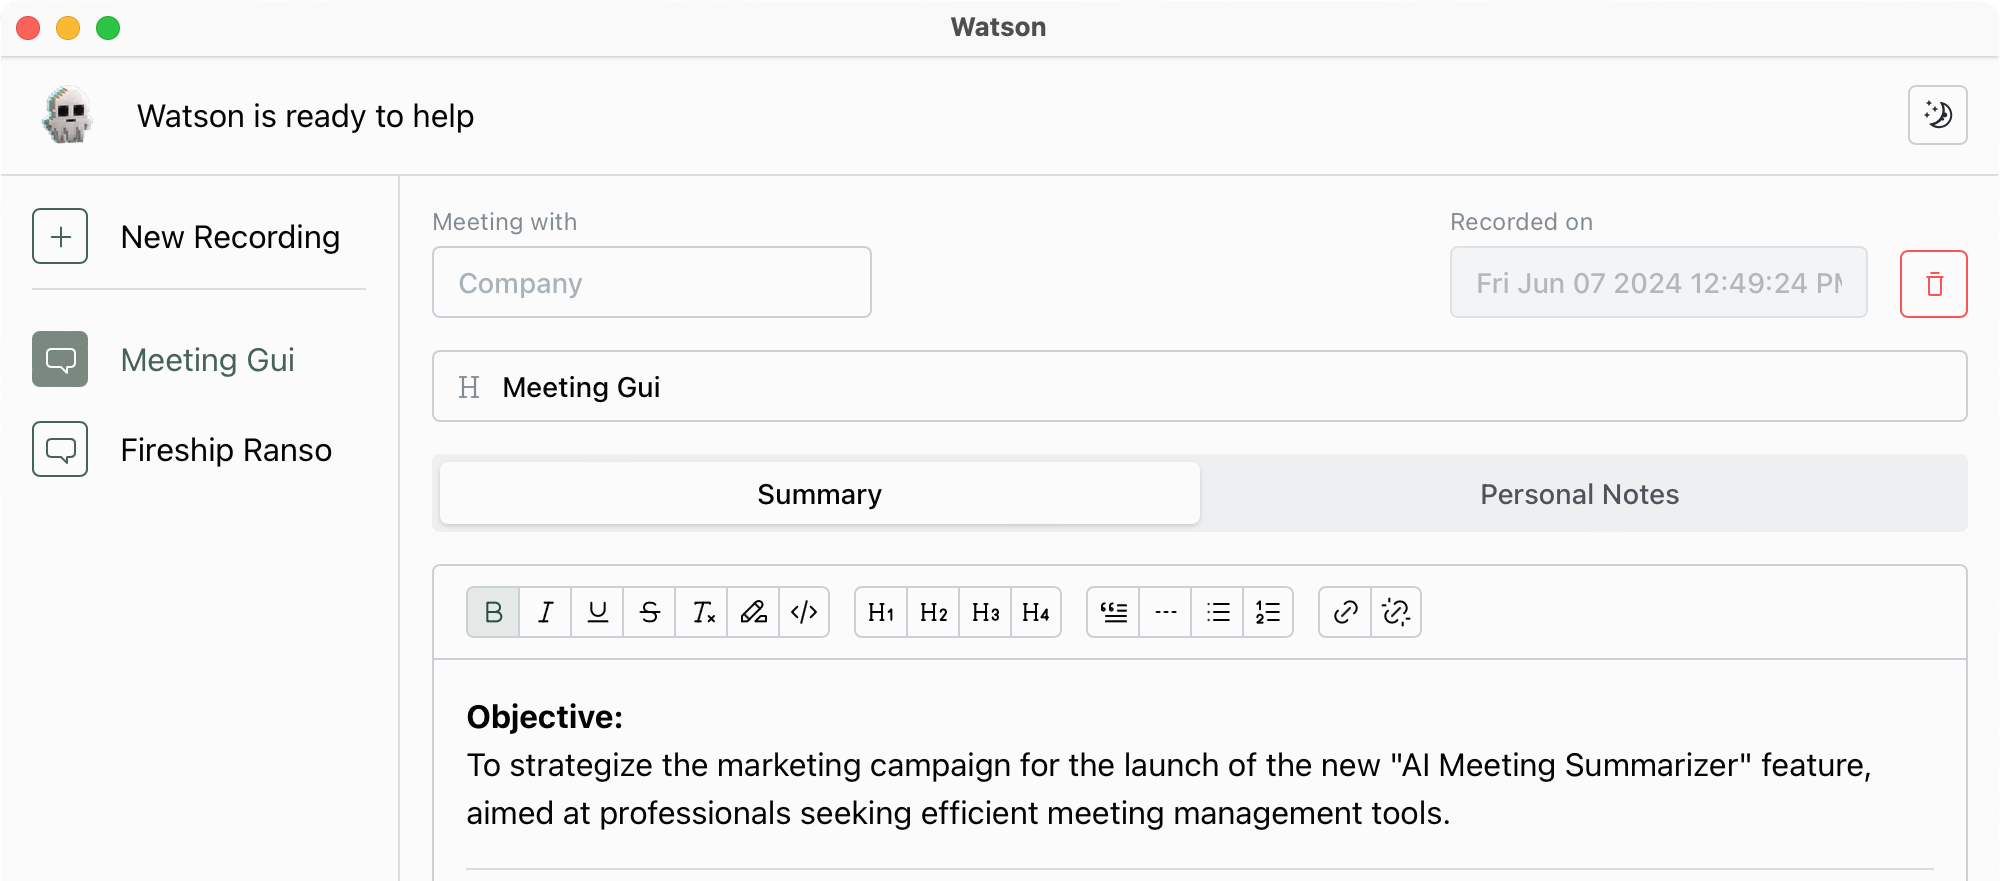 Watson
Watson is ready to help
New Recording
Meeting Gui
Fireship Ranso
Meeting with
Company
Recorded on
Fri Jun 07 2024 12:49:24 PM
H Meeting Gui
Summary
Personal Notes
B I U S Tx </> H1 H2 H3 H4
Objective:
To strategize the marketing campaign for the launch of the new "AI Meeting Summarizer" feature,
aimed at professionals seeking efficient meeting management tools.